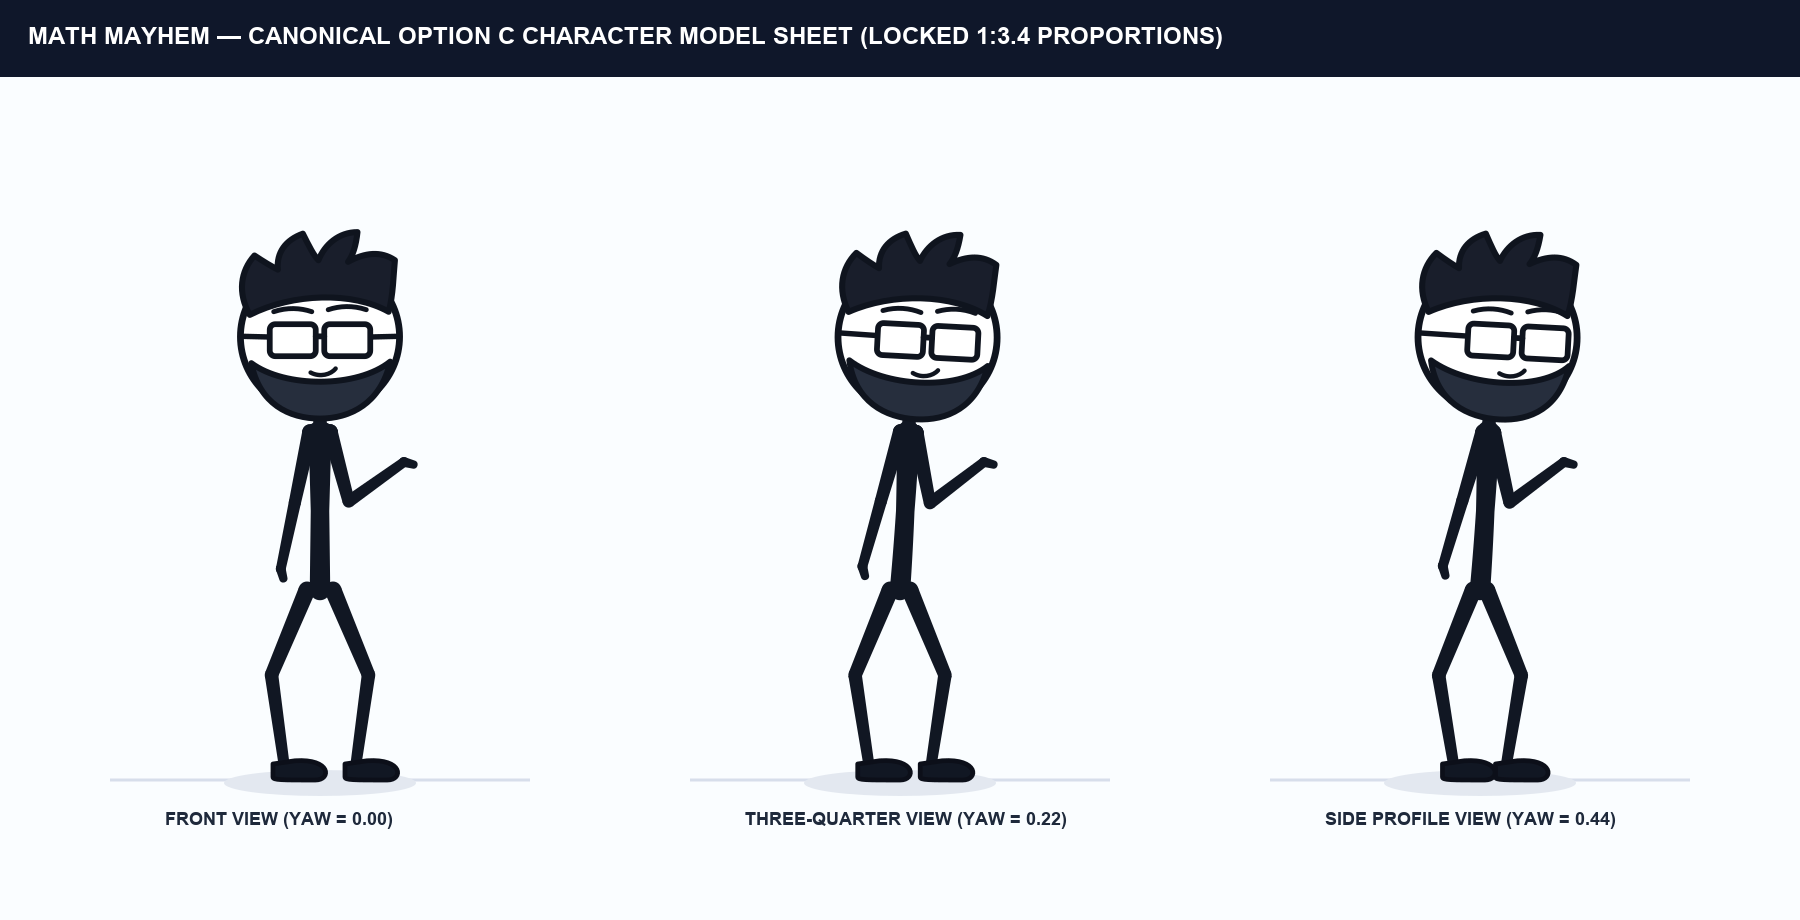 MATH MAYHEM — CANONICAL OPTION C CHARACTER MODEL SHEET (LOCKED 1:3.4 PROPORTIONS)
FRONT VIEW (YAW = 0.00)
THREE-QUARTER VIEW (YAW = 0.22)
SIDE PROFILE VIEW (YAW = 0.44)